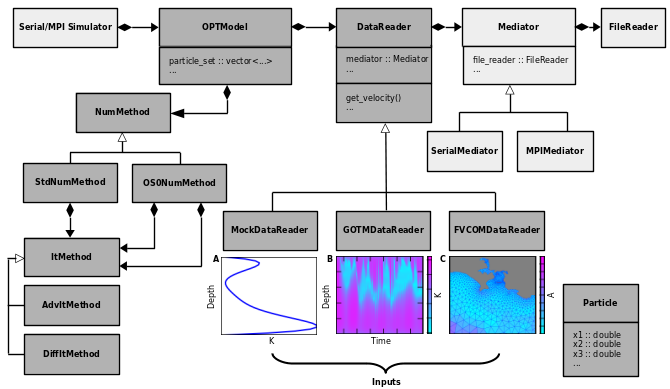 Serial/MPI Simulator
OPTModel
particle_set :: vector<...>
...
DataReader
mediator :: Mediator
...
get_velocity()
...
Mediator
file_reader :: FileReader
...
FileReader
NumMethod
SerialMediator
MPIMediator
StdNumMethod
OS0NumMethod
MockDataReader
GOTMDataReader
FVCOMDataReader
ItMethod
AdvItMethod
DiffItMethod
A
Depth
K
B
Depth
Time
K
C
A
Particle
x1 :: double
x2 :: double
x3 :: double
...
Inputs